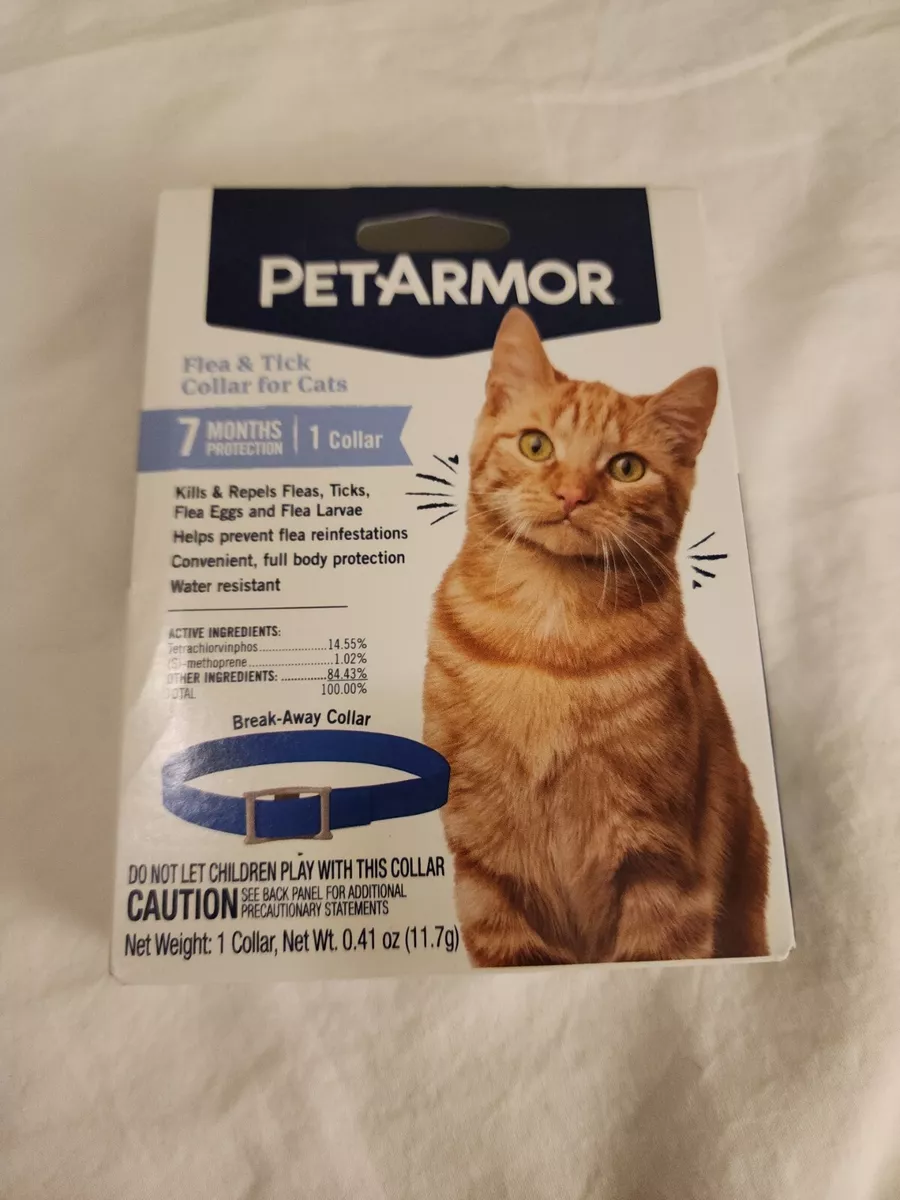 PETARMOR
Flea & Tick
Collar for Cats
7 MONTHS PROTECTION | 1 Collar
Kills & Repels Fleas, Ticks,
Flea Eggs and Flea Larvae
Helps prevent flea reinfestations
Convenient, full body protection
Water resistant
ACTIVE INGREDIENTS:
Tetrachlorvinphos....................14.55%
(S)-methoprene.......................1.02%
OTHER INGREDIENTS: .............84.43%
TOTAL 100.00%
Break-Away Collar
DO NOT LET CHILDREN PLAY WITH THIS COLLAR
CAUTION SEE BACK PANEL FOR ADDITIONAL
PRECAUTIONARY STATEMENTS
Net Weight: 1 Collar, Net Wt. 0.41 oz (11.7g)